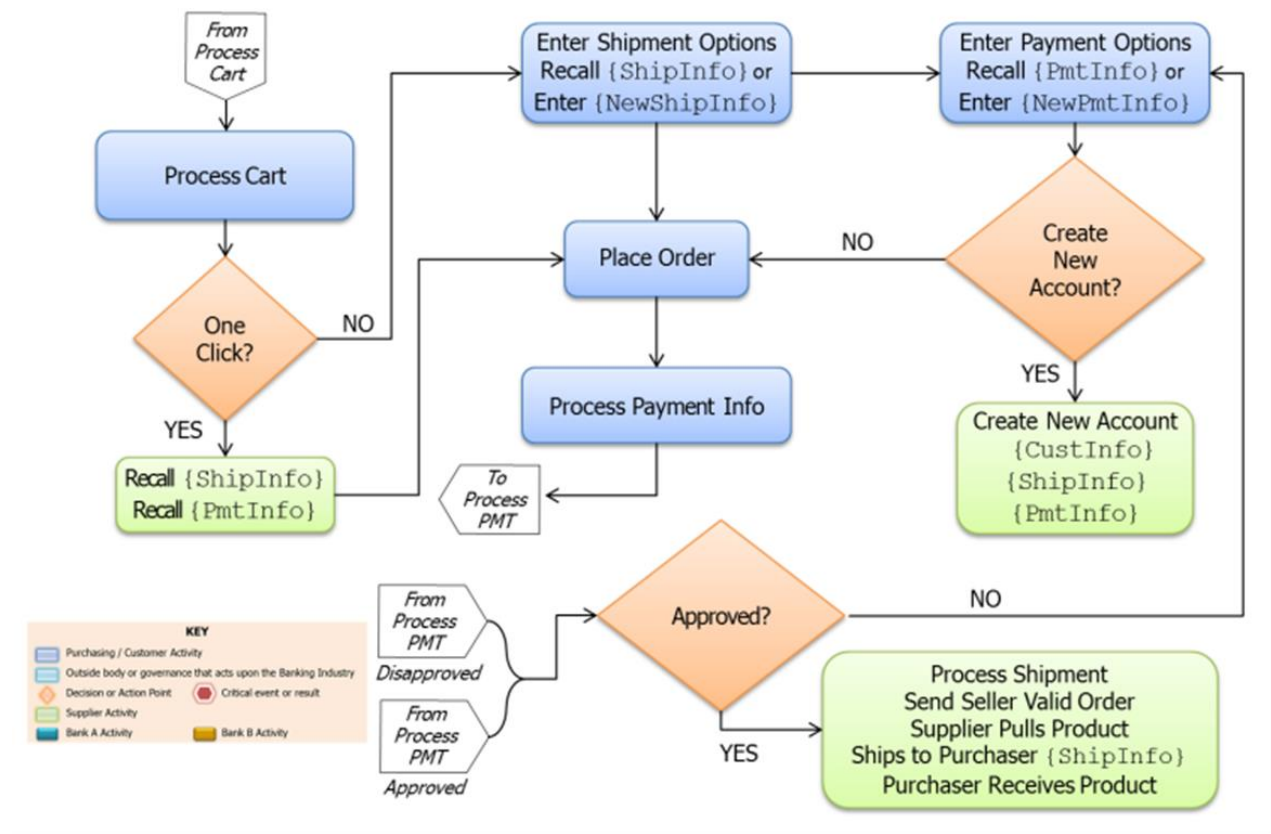 From
Process
Cart
Process Cart
One
Click?
NO
YES
Recall {ShipInfo}
Recall {PmtInfo}
Enter Shipment Options
Recall {ShipInfo} or
Enter {NewShipInfo}
Enter Payment Options
Recall {PmtInfo} or
Enter {NewPmtInfo}
Place Order
NO
Create
New
Account?
YES
Create New Account
{CustInfo}
{ShipInfo}
{PmtInfo}
Process Payment Info
To
Process
PMT
From
Process
PMT
Disapproved
From
Process
PMT
Approved
Approved?
NO
YES
Process Shipment
Send Seller Valid Order
Supplier Pulls Product
Ships to Purchaser {ShipInfo}
Purchaser Receives Product
KEY
Purchasing / Customer Activity
Outside body or governance that acts upon the Banking Industry
Decision or Action Point
Critical event or result
Supplier Activity
Bank A Activity
Bank B Activity